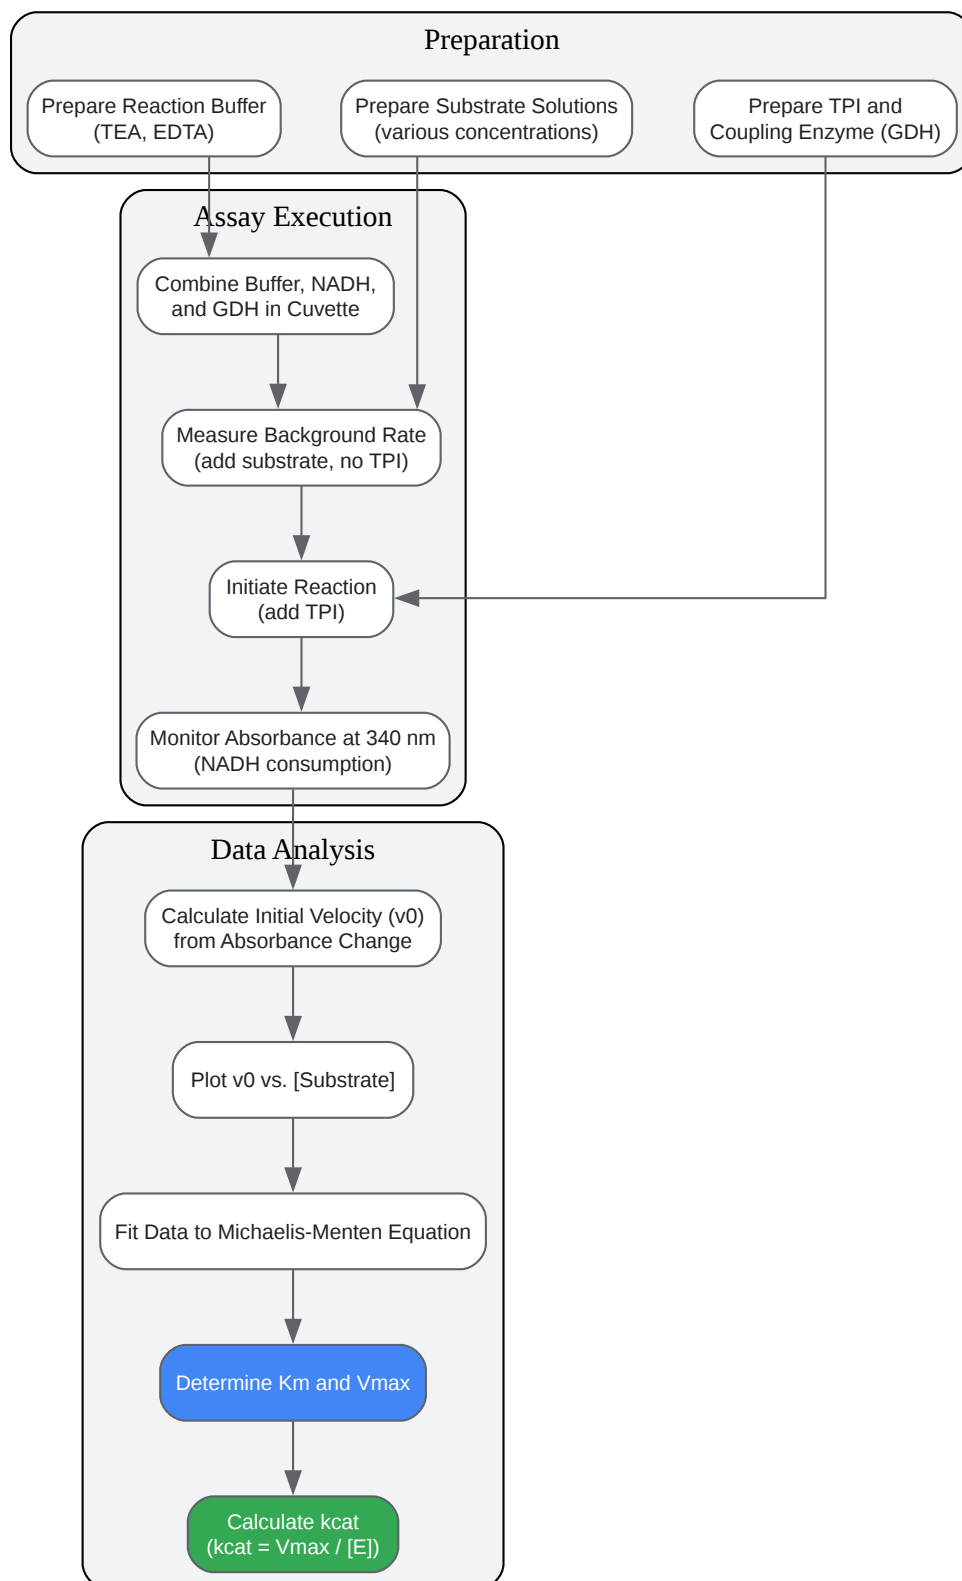 Preparation
Prepare Reaction Buffer
(TEA, EDTA)
Prepare Substrate Solutions
(various concentrations)
Prepare TPI and
Coupling Enzyme (GDH)
Assay Execution
Combine Buffer, NADH,
and GDH in Cuvette
Measure Background Rate
(add substrate, no TPI)
Initiate Reaction
(add TPI)
Monitor Absorbance at 340 nm
(NADH consumption)
Data Analysis
Calculate Initial Velocity (v0)
from Absorbance Change
Plot v0 vs. [Substrate]
Fit Data to Michaelis-Menten Equation
Determine Km and Vmax
Calculate kcat
(kcat = Vmax / [E])